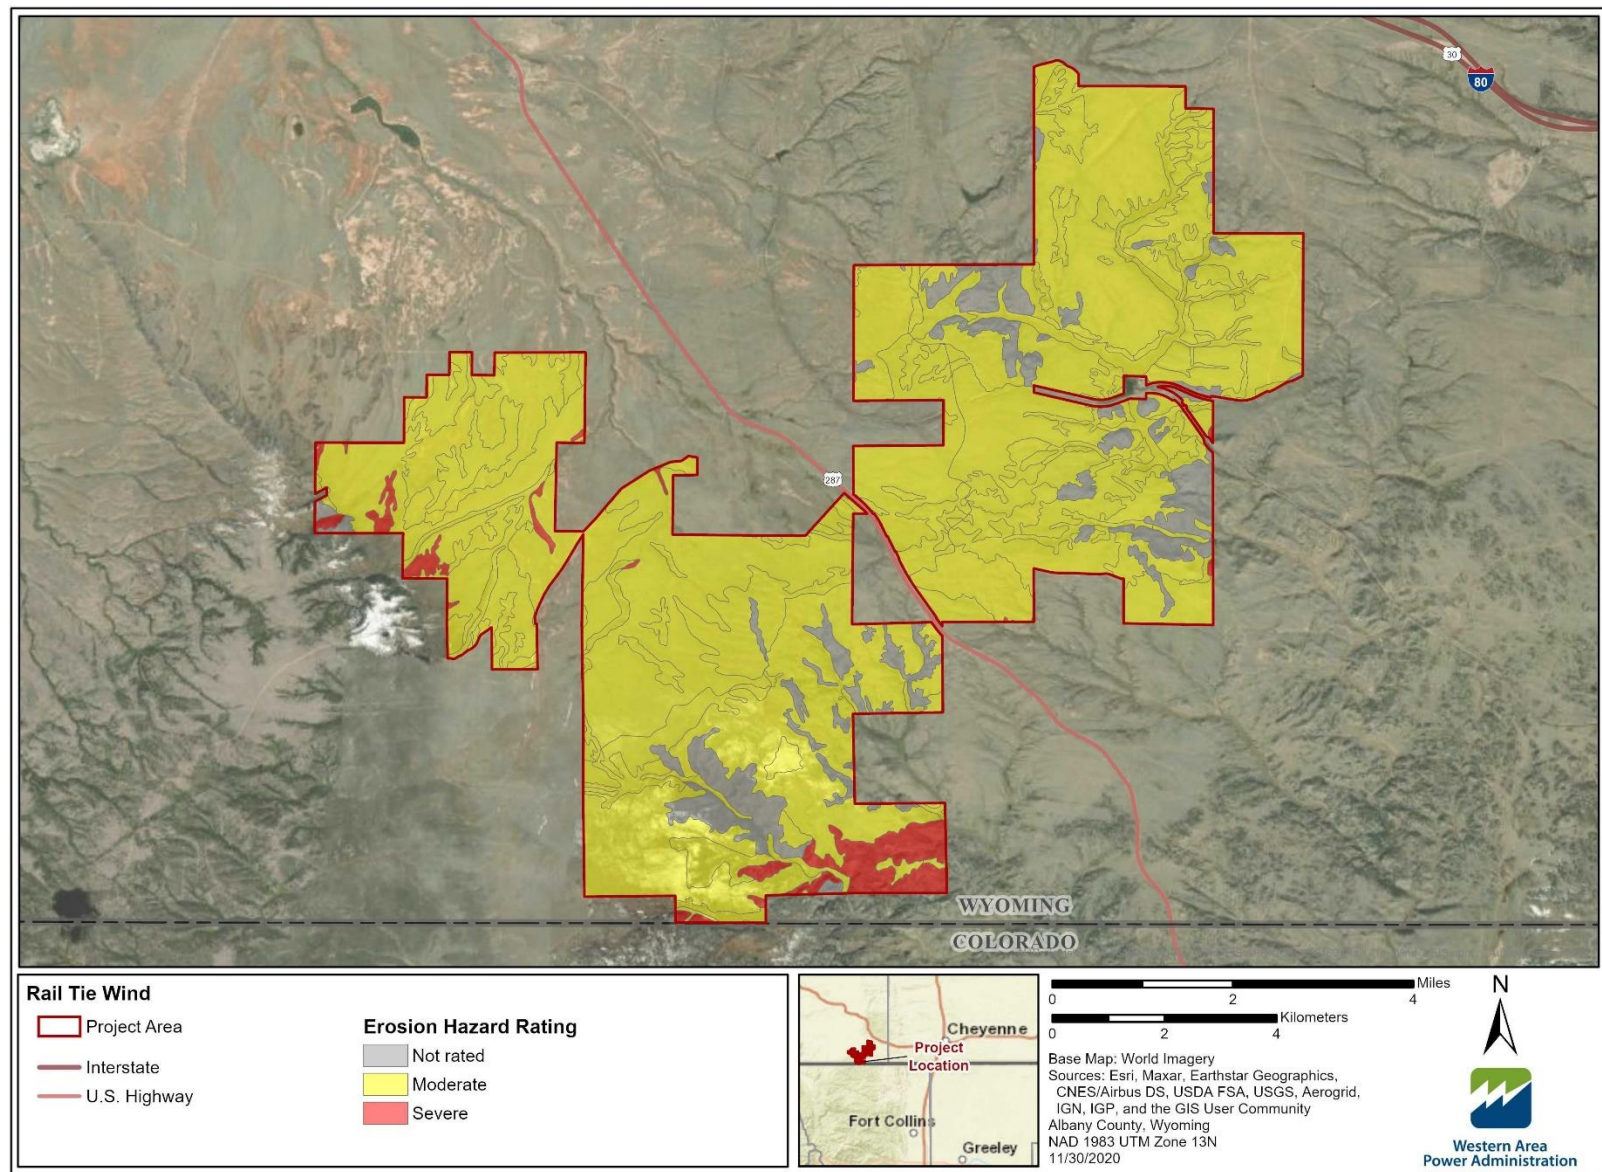 30
80
287
WYOMING
COLORADO
Rail Tie Wind
Project Area
Interstate
U.S. Highway
Erosion Hazard Rating
Not rated
Moderate
Severe
Cheyenne
Project
Location
Fort Collins
Greeley
Miles
0 2 4
Kilometers
0 2 4
Base Map: World Imagery
Sources: Esri, Maxar, Earthstar Geographics,
CNES/Airbus DS, USDA FSA, USGS, Aerogrid,
IGN, IGP, and the GIS User Community
Albany County, Wyoming
NAD 1983 UTM Zone 13N
11/30/2020
N
Western Area
Power Administration